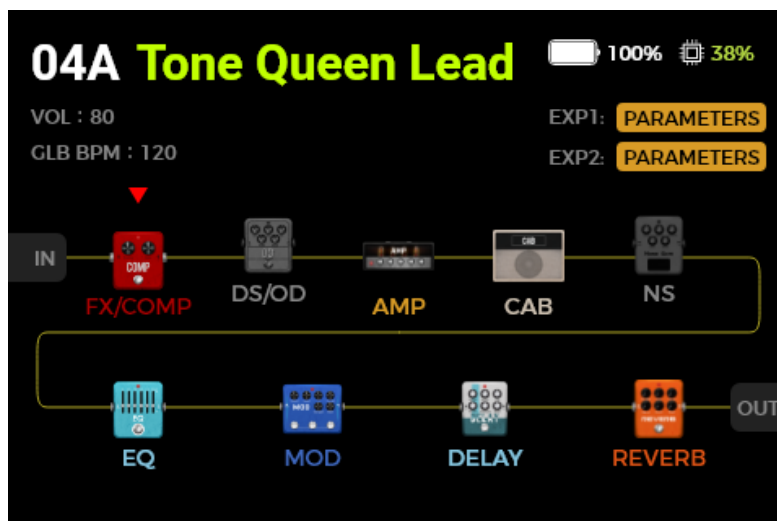 04A Tone Queen Lead 100% 38%
VOL : 80 EXP1: PARAMETERS
GLB BPM : 120 EXP2: PARAMETERS
IN COMP AMP CAB
FX/COMP DS/OD AMP CAB NS
EQ MOD DELAY REVERB OUT